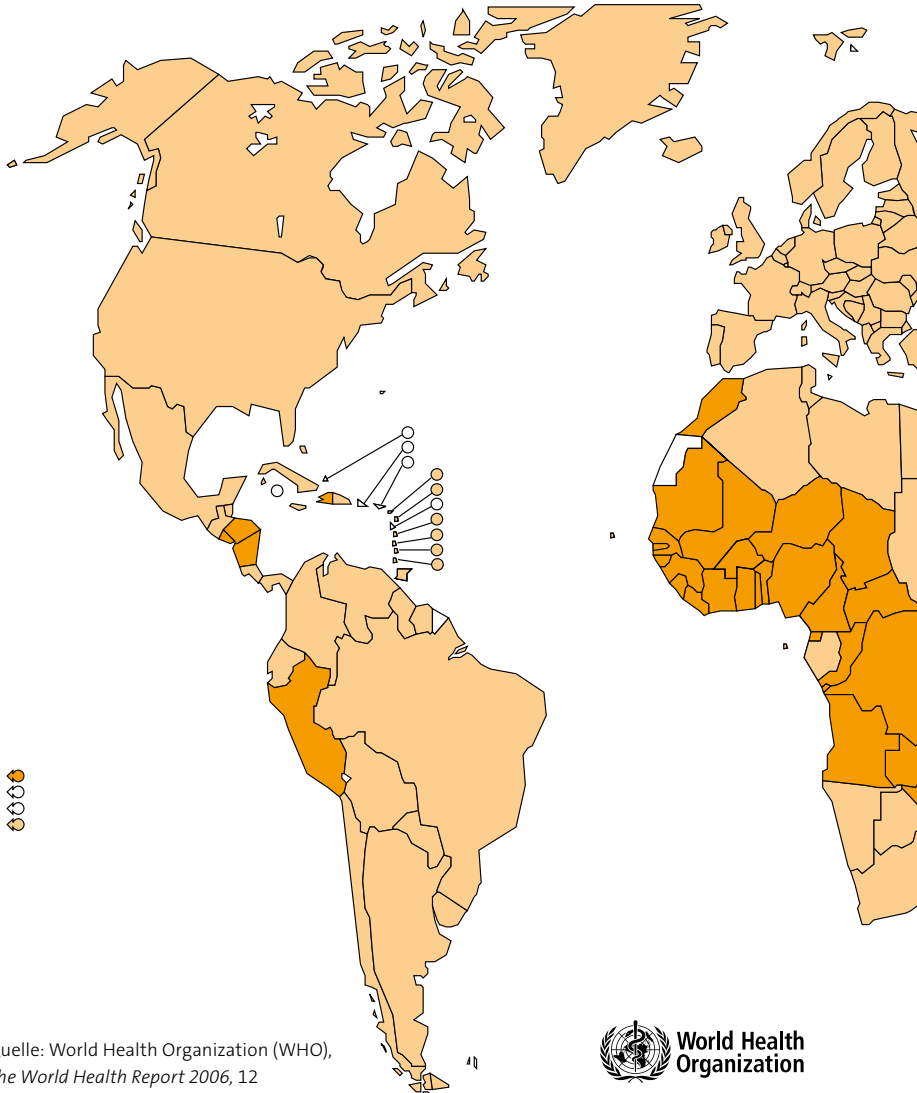 uelle: World Health Organization (WHO),
he World Health Report 2006, 12
World Health
Organization